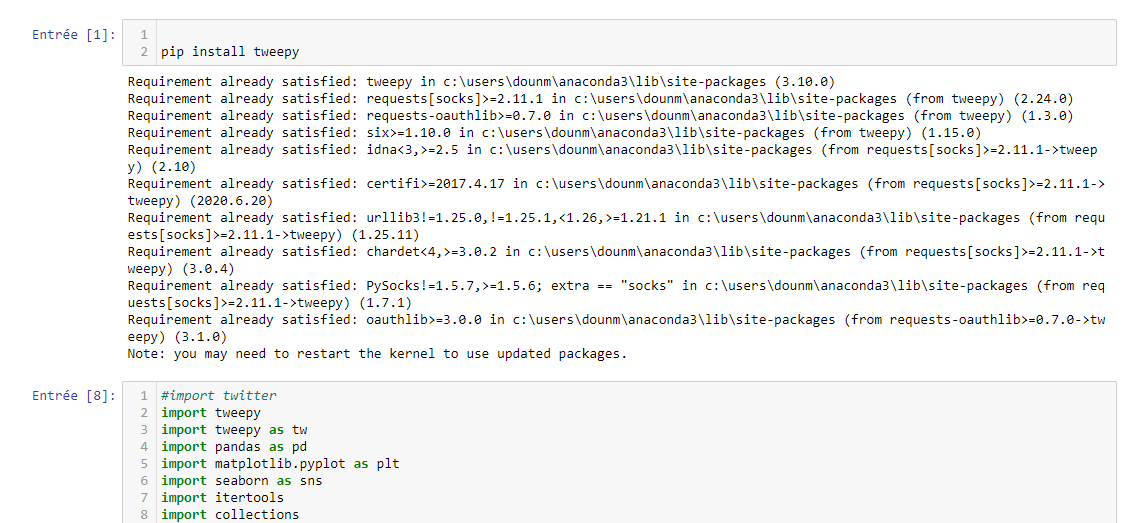 Entrée [1]:
1
2 pip install tweepy
Requirement already satisfied: tweepy in c:\users\dounm\anaconda3\lib\site-packages (3.10.0)
Requirement already satisfied: requests[socks]>=2.11.1 in c:\users\dounm\anaconda3\lib\site-packages (from tweepy) (2.24.0)
Requirement already satisfied: requests-oauthlib>=0.7.0 in c:\users\dounm\anaconda3\lib\site-packages (from tweepy) (1.3.0)
Requirement already satisfied: six>=1.10.0 in c:\users\dounm\anaconda3\lib\site-packages (from tweepy) (1.15.0)
Requirement already satisfied: idna<3,>=2.5 in c:\users\dounm\anaconda3\lib\site-packages (from requests[socks]>=2.11.1->tweep
y) (2.10)
Requirement already satisfied: certifi>=2017.4.17 in c:\users\dounm\anaconda3\lib\site-packages (from requests[socks]>=2.11.1->
tweepy) (2020.6.20)
Requirement already satisfied: urllib3!=1.25.0,!=1.25.1,<1.26,>=1.21.1 in c:\users\dounm\anaconda3\lib\site-packages (from requ
ests[socks]>=2.11.1->tweepy) (1.25.11)
Requirement already satisfied: chardet<4,>=3.0.2 in c:\users\dounm\anaconda3\lib\site-packages (from requests[socks]>=2.11.1->t
weepy) (3.0.4)
Requirement already satisfied: PySocks!=1.5.7,>=1.5.6; extra == "socks" in c:\users\dounm\anaconda3\lib\site-packages (from req
uests[socks]>=2.11.1->tweepy) (1.7.1)
Requirement already satisfied: oauthlib>=3.0.0 in c:\users\dounm\anaconda3\lib\site-packages (from requests-oauthlib>=0.7.0->tw
eepy) (3.1.0)
Note: you may need to restart the kernel to use updated packages.
Entrée [8]:
1 #import twitter
2 import tweepy
3 import tweepy as tw
4 import pandas as pd
5 import matplotlib.pyplot as plt
6 import seaborn as sns
7 import itertools
8 import collections